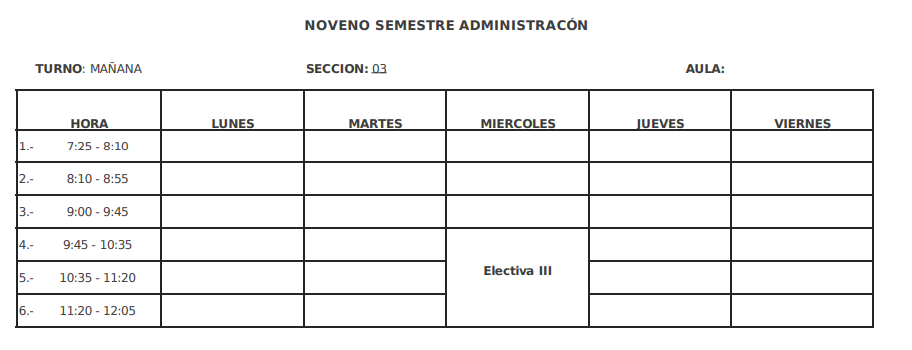 NOVENO SEMESTRE ADMINISTRACÓN
TURNO: MAÑANA SECCION: 03 AULA:
HORA LUNES MARTES MIERCOLES JUEVES VIERNES
1.- 7:25 - 8:10
2.- 8:10 - 8:55
3.- 9:00 - 9:45
4.- 9:45 - 10:35
Electiva III
5.- 10:35 - 11:20
6.- 11:20 - 12:05